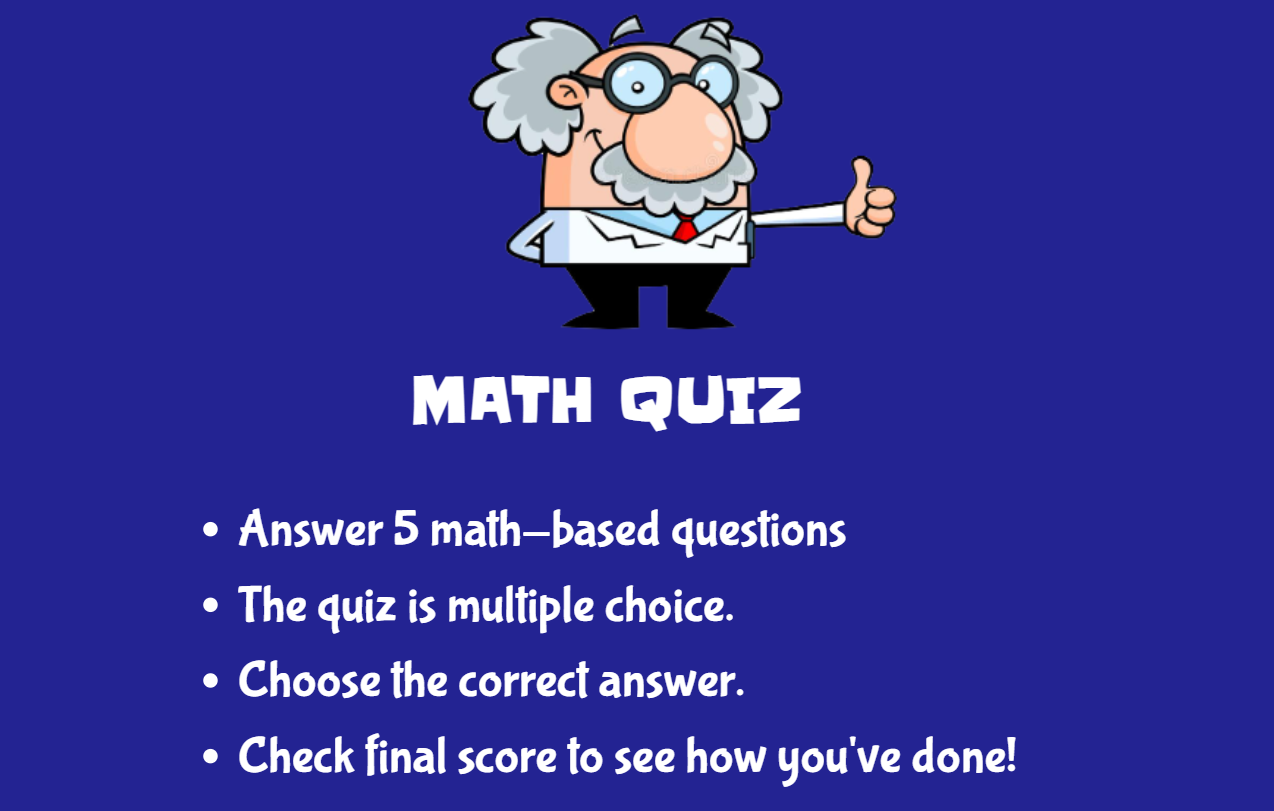 MATH QUIZ
• Answer 5 math-based questions
• The quiz is multiple choice.
• Choose the correct answer.
• Check final score to see how you've done!